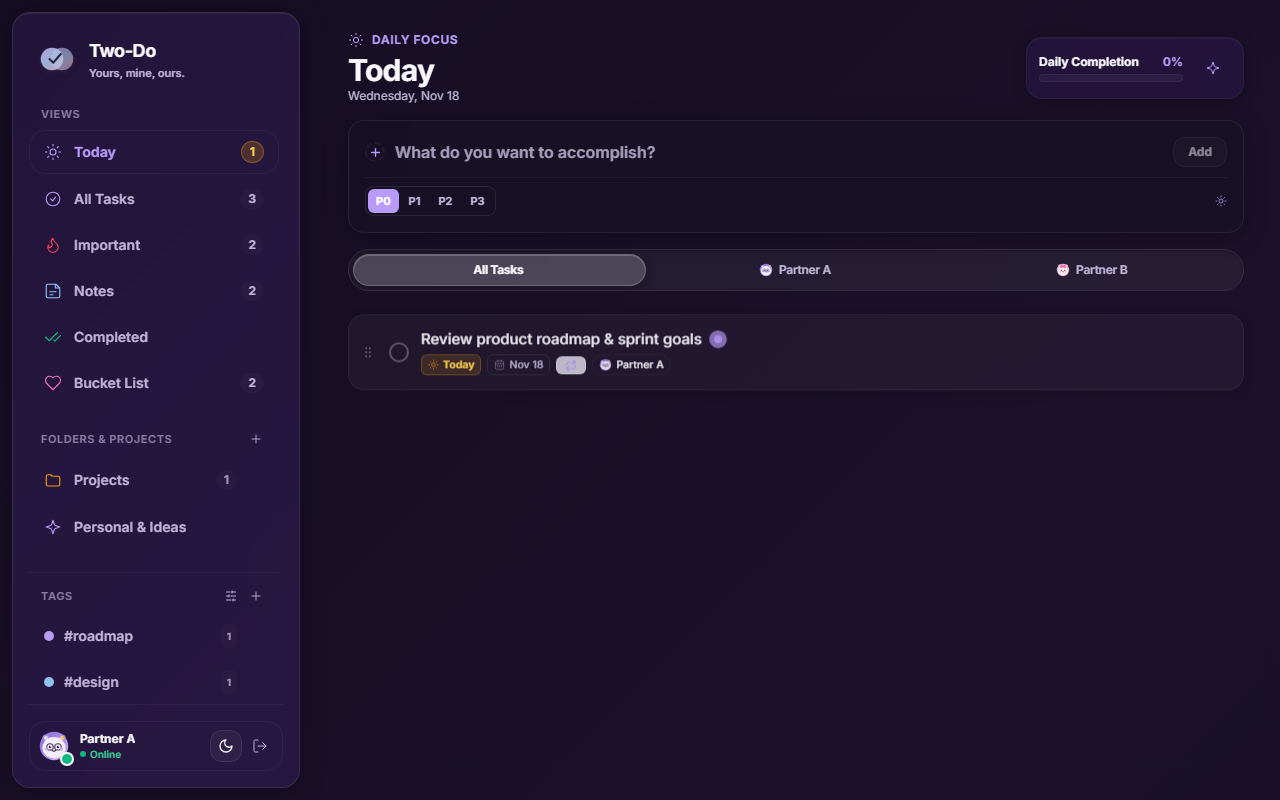 Two-Do
Yours, mine, ours.
VIEWS
Today 1
All Tasks 3
Important 2
Notes 2
Completed
Bucket List 2
FOLDERS & PROJECTS
Projects 1
Personal & Ideas
TAGS
#roadmap 1
#design 1
Partner A
Online
DAILY FOCUS
Today
Wednesday, Nov 18
Daily Completion 0%
What do you want to accomplish? Add
P0 P1 P2 P3
All Tasks Partner A Partner B
Review product roadmap & sprint goals
Today Nov 18 Partner A